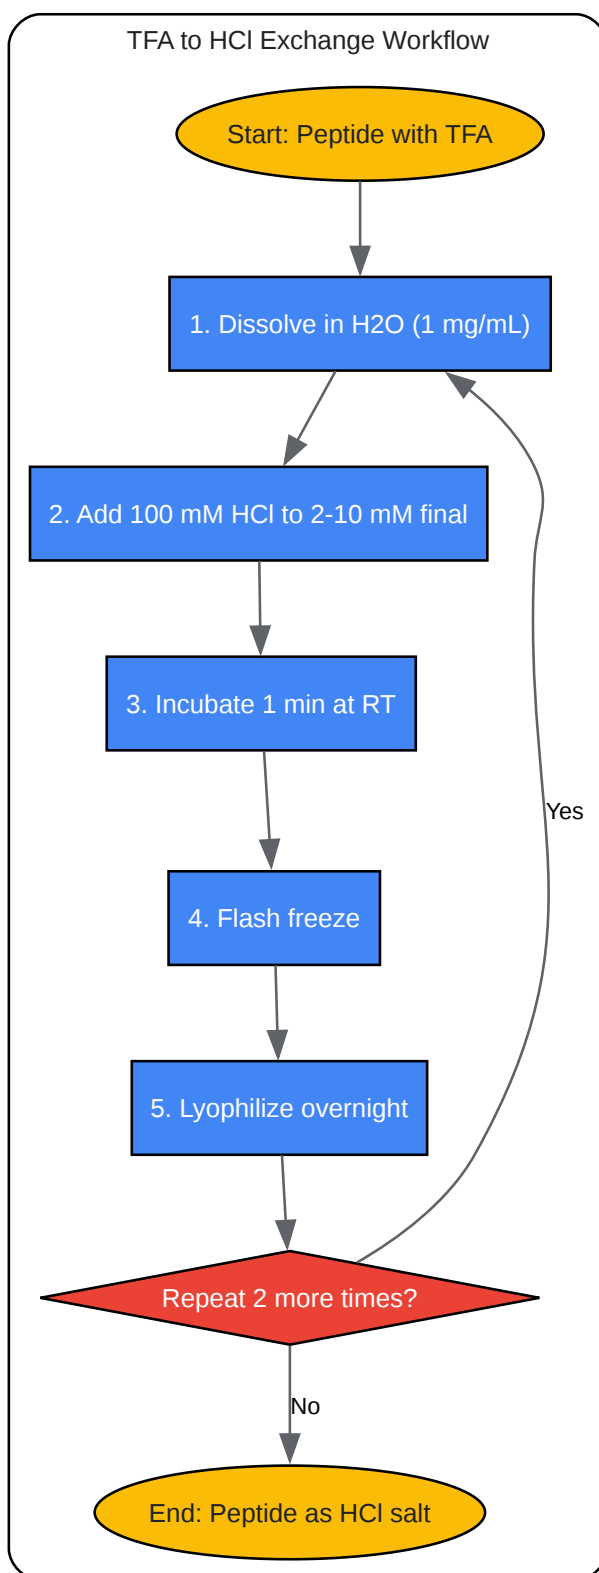 TFA to HCl Exchange Workflow
Start: Peptide with TFA
1. Dissolve in H2O (1 mg/mL)
2. Add 100 mM HCl to 2-10 mM final
3. Incubate 1 min at RT
Yes
4. Flash freeze
5. Lyophilize overnight
Repeat 2 more times?
No
End: Peptide as HCl salt